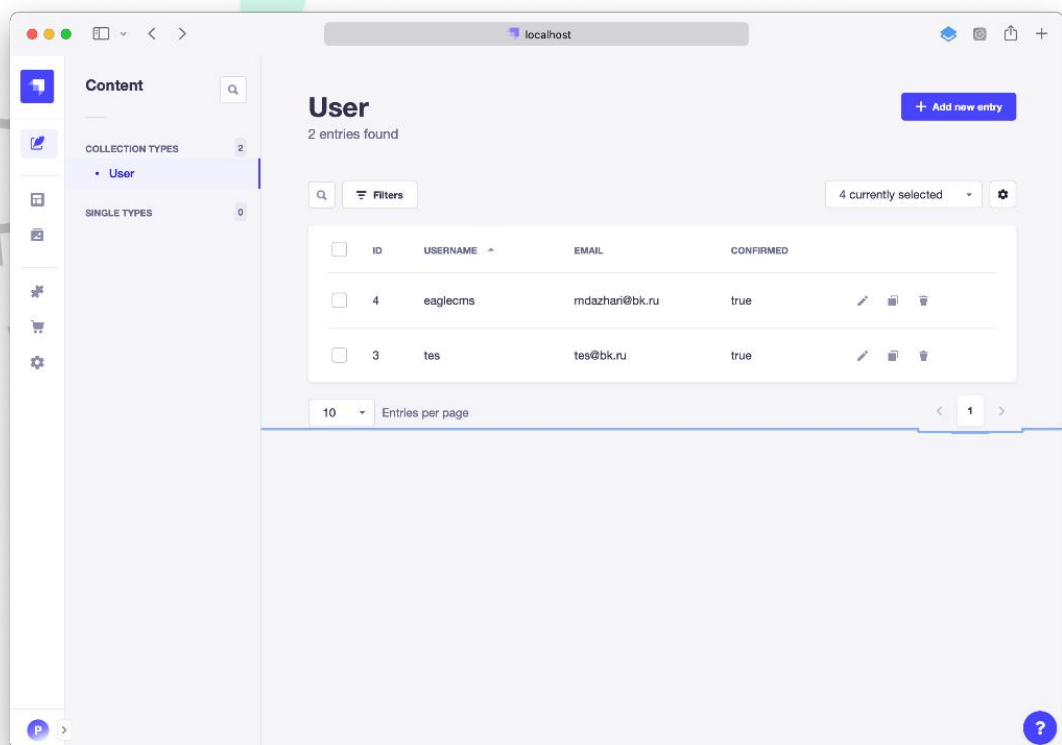 localhost
Content
COLLECTION TYPES 2
• User
SINGLE TYPES 0
User
2 entries found
+ Add new entry
Filters
4 currently selected
ID USERNAME EMAIL CONFIRMED
4 eaglecms mdazhari@bk.ru true
3 tes tes@bk.ru true
10 Entries per page
1
P
?